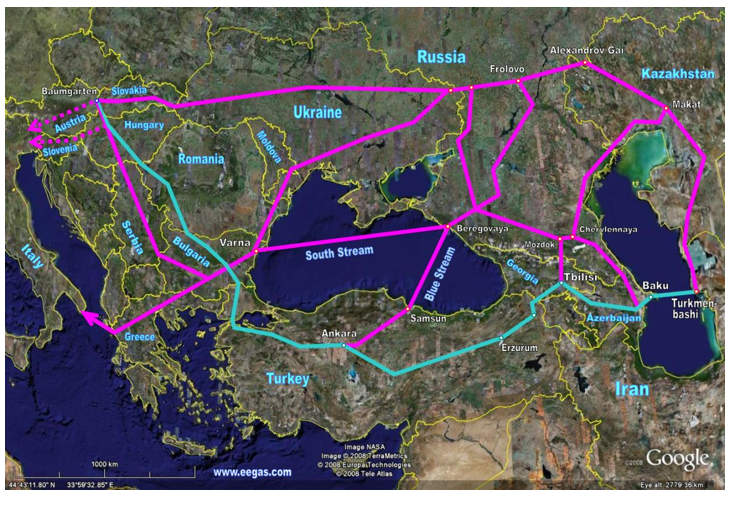 Russia
Alexandrov Gai
Frolovo
Kazakhstan
Baumgarten
Slovakia
Makat
Ukraine
Austria
Hungary
Moldova
Slovenia
Romania
Serbia
Varna
Beregovaya
Chervlennaya
Mozdok
Italy
Bulgaria
South Stream
Blue Stream
Georgia
Tbilisi
Baku
Turkmen-
bashi
Samsun
Azerbaijan
Greece
Ankara
Erzurum
Turkey
Iran
Image NASA
Image © 2008 TerraMetrics
© 2008 Europa Technologies
© 2008 Tele Atlas
1000 km
www.eegas.com
©2008 Google
44°43'11.80" N 33°59'32.85" E
Eye alt 2779.36 km